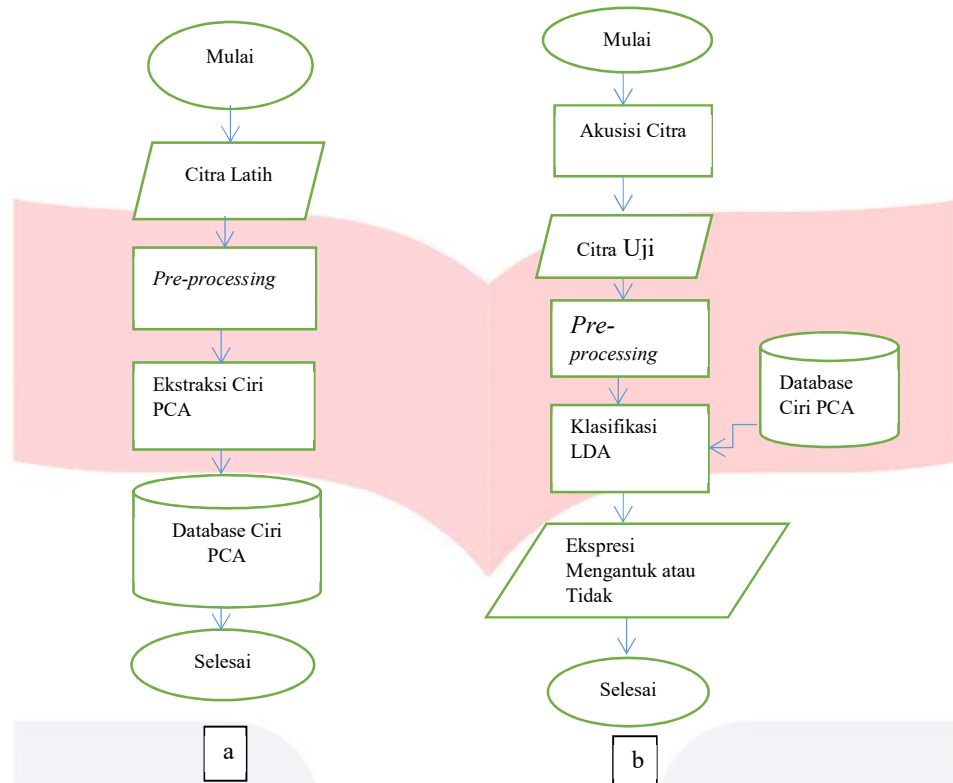 Mulai
Citra Latih
Pre-processing
Ekstraksi Ciri
PCA
Database Ciri
PCA
Selesai
a
Mulai
Akusisi Citra
Citra Uji
Pre-
processing
Klasifikasi
LDA
Database
Ciri PCA
Ekspresi
Mengantuk atau
Tidak
Selesai
b